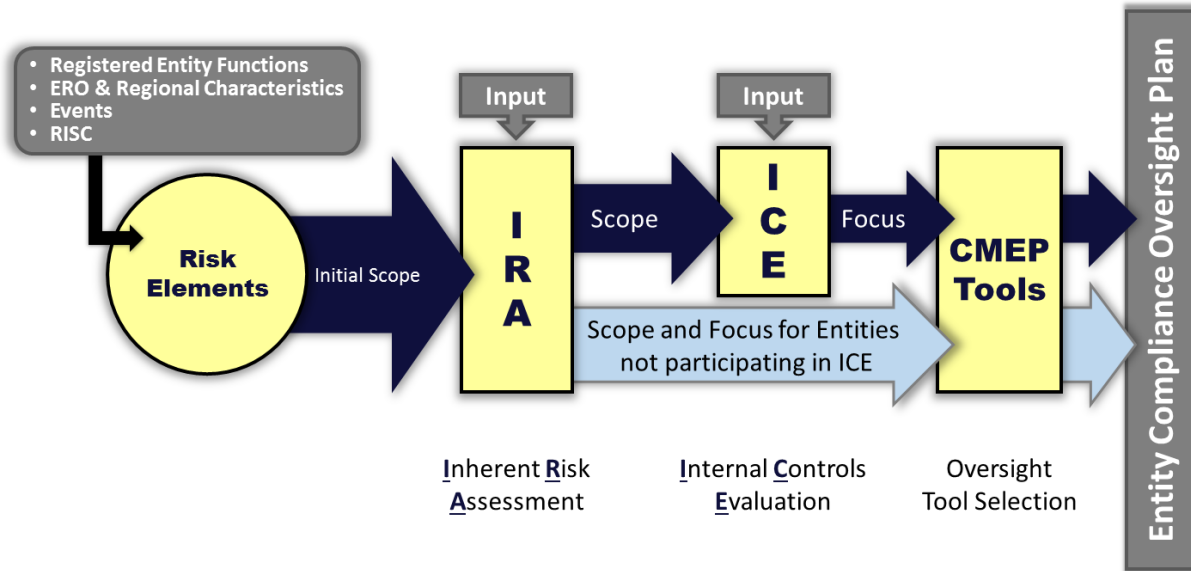 • Registered Entity Functions
• ERO & Regional Characteristics
• Events
• RISC
Risk
Elements
Initial Scope
Input
I
R
A
Scope
Input
I
C
E
Focus
Scope and Focus for Entities
not participating in ICE
CMEP
Tools
Entity Compliance Oversight Plan
Inherent Risk
Assessment
Internal Controls
Evaluation
Oversight
Tool Selection